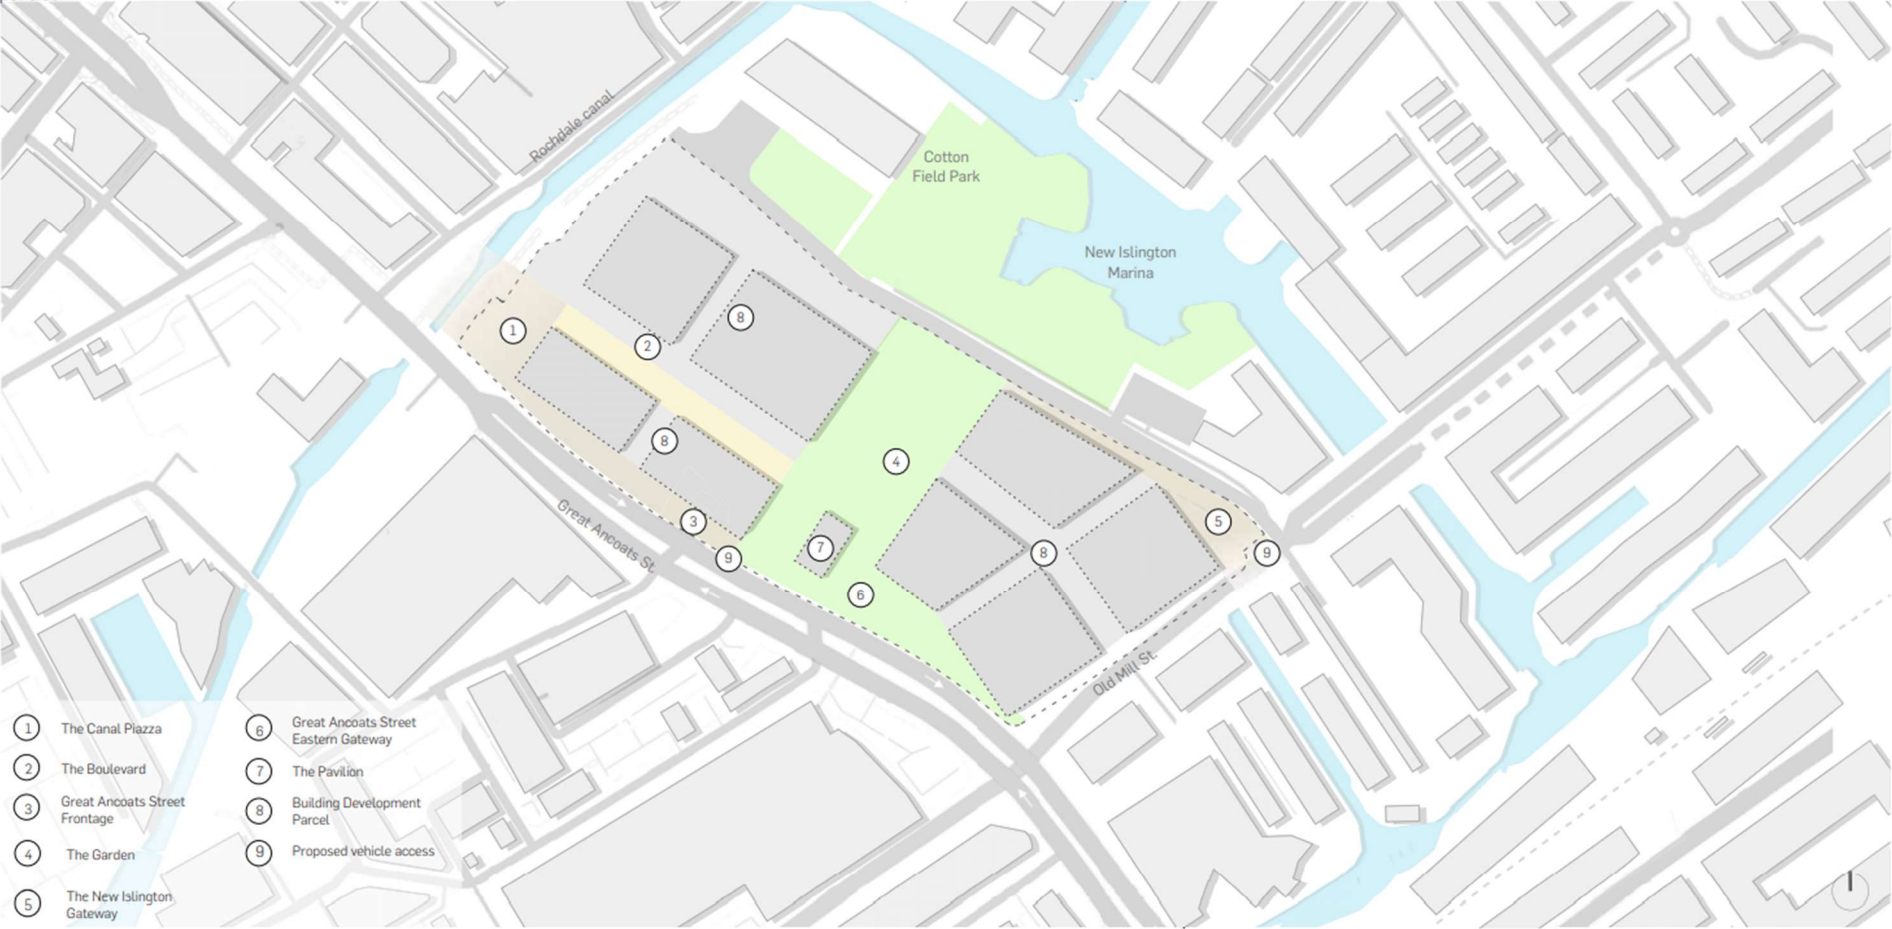 Rochdale canal
Cotton
Field Park
New Islington
Marina
1
2
8
8
3
9
4
7
6
5
8
9
Great Ancoats St.
Old Mill St.
1 The Canal Piazza
2 The Boulevard
3 Great Ancoats Street
Frontage
4 The Garden
5 The New Islington
Gateway
6 Great Ancoats Street
Eastern Gateway
7 The Pavilion
8 Building Development
Parcel
9 Proposed vehicle access